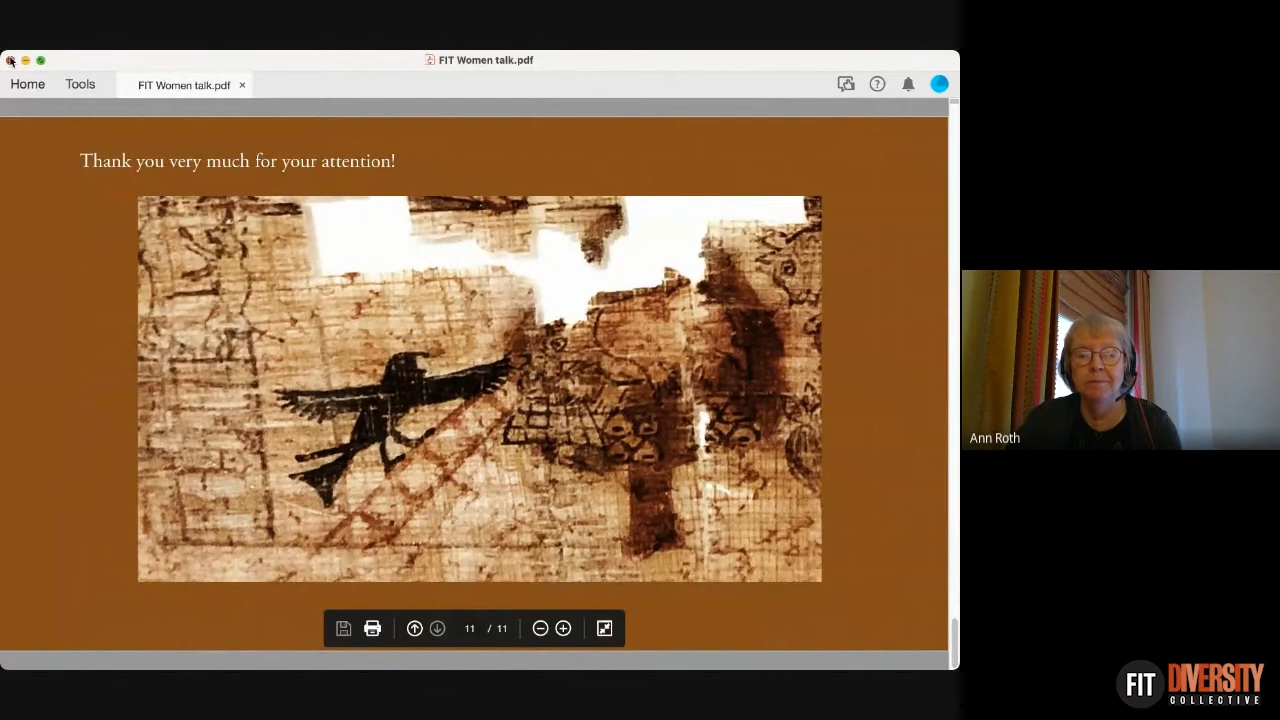 FIT Women talk.pdf
Home
Tools
FIT Women talk.pdf ×
Thank you very much for your attention!
11 / 11
Ann Roth
FIT DIVERSITY
COLLECTIVE